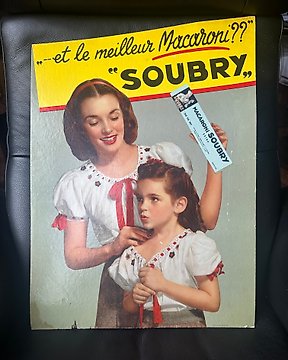 „---et le meilleur Macaroni??"
"SOUBRY„
MACARONI SOUBRY